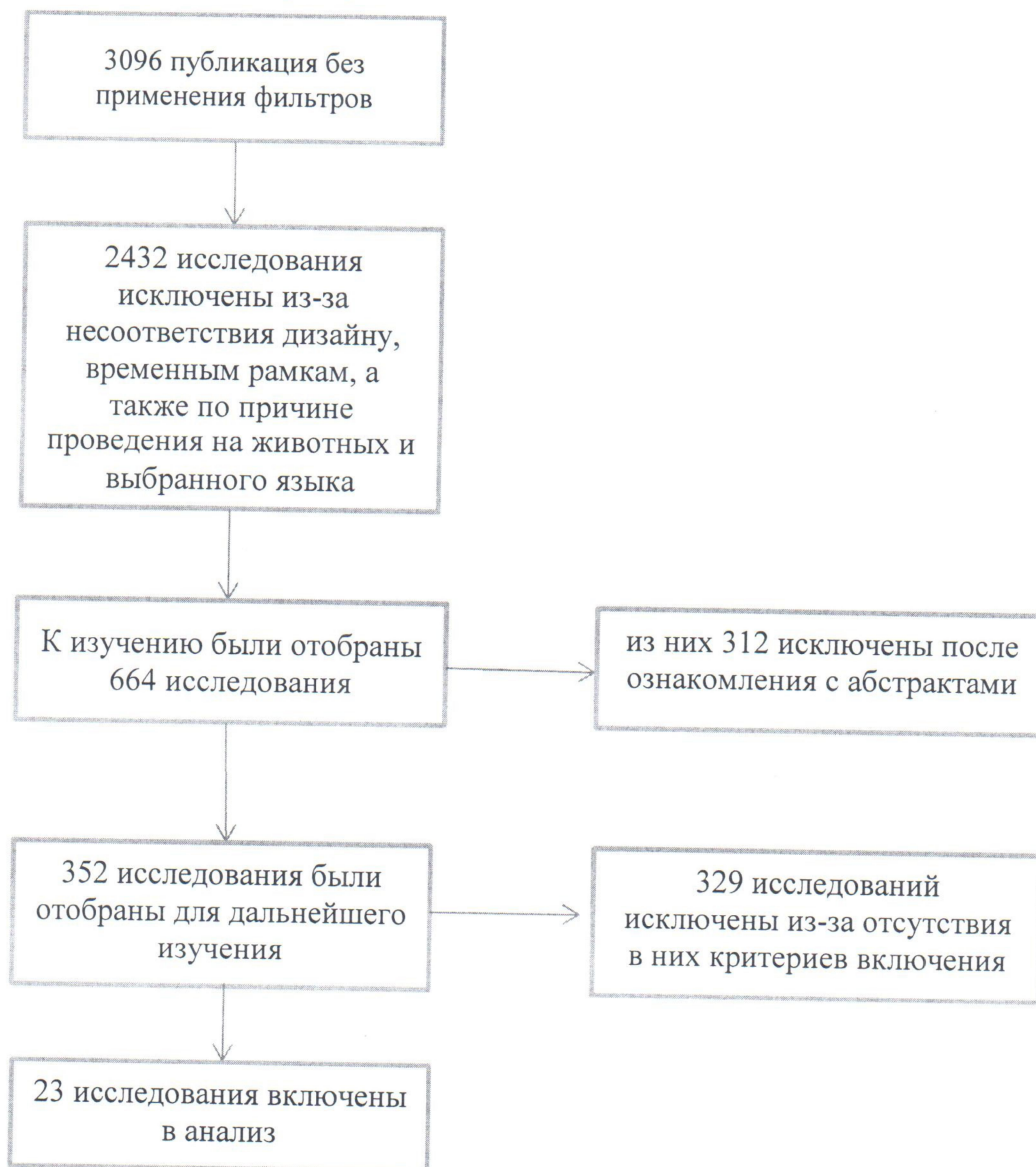 3096 публикация без
применения фильтров
2432 исследования
исключены из-за
несоответствия дизайну,
временным рамкам, а
также по причине
проведения на животных и
выбранного языка
К изучению были отобраны
664 исследования
из них 312 исключены после
ознакомления с абстрактами
352 исследования были
отобраны для дальнейшего
изучения
329 исследований
исключены из-за отсутствия
в них критериев включения
23 исследования включены
в анализ